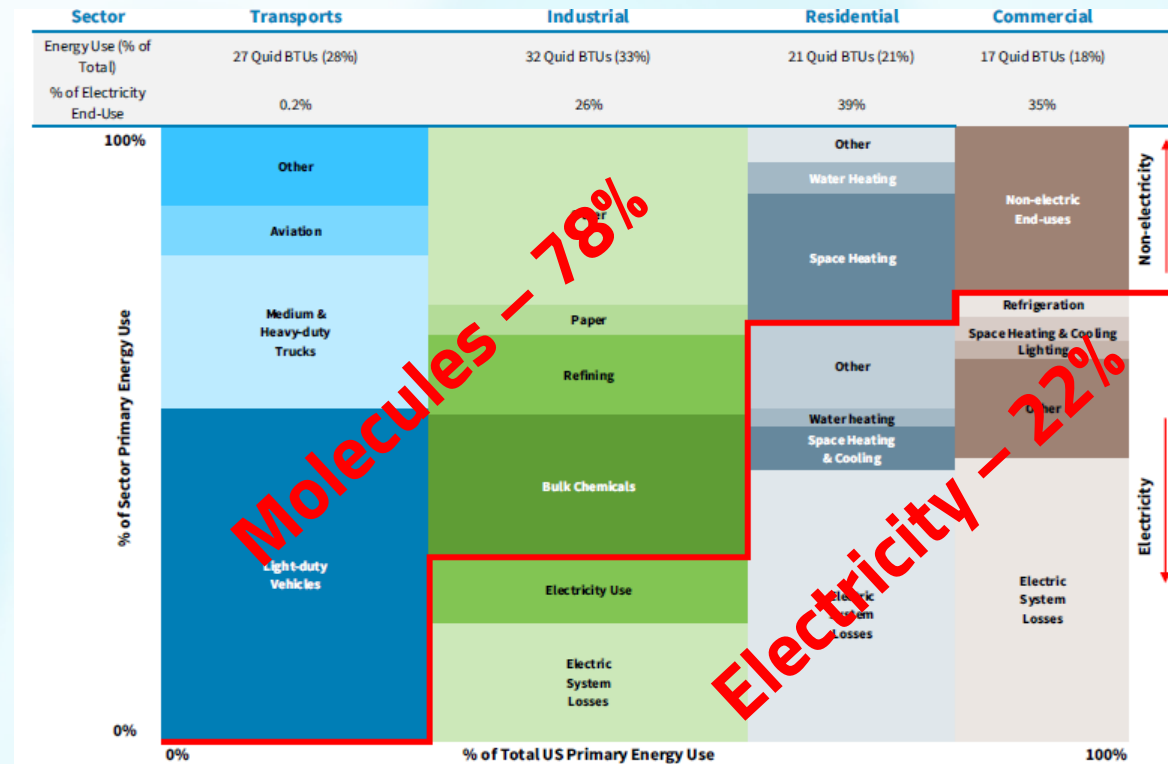 Sector Transports Industrial Residential Commercial
Energy Use (% of
Total)
27 Quid BTUs (28%) 32 Quid BTUs (33%) 21 Quid BTUs (21%) 17 Quid BTUs (18%)
% of Electricity
End-Use
0.2% 26% 39% 35%
100%
% of Sector Primary Energy Use
0%
Other
Aviation
Medium &
Heavy-duty
Trucks
Light-duty
Vehicles
Paper
Refining
Bulk Chemicals
Electricity Use
Electric
System
Losses
Other
Water Heating
Space Heating
Other
Water heating
Space Heating
& Cooling
Electric
System
Losses
Non-electric
End-uses
Refrigeration
Space Heating & Cooling
Lighting
Other
Electric
System
Losses
Non-electricity
Electricity
Molecules – 78%
Electricity – 22%
0% % of Total US Primary Energy Use 100%